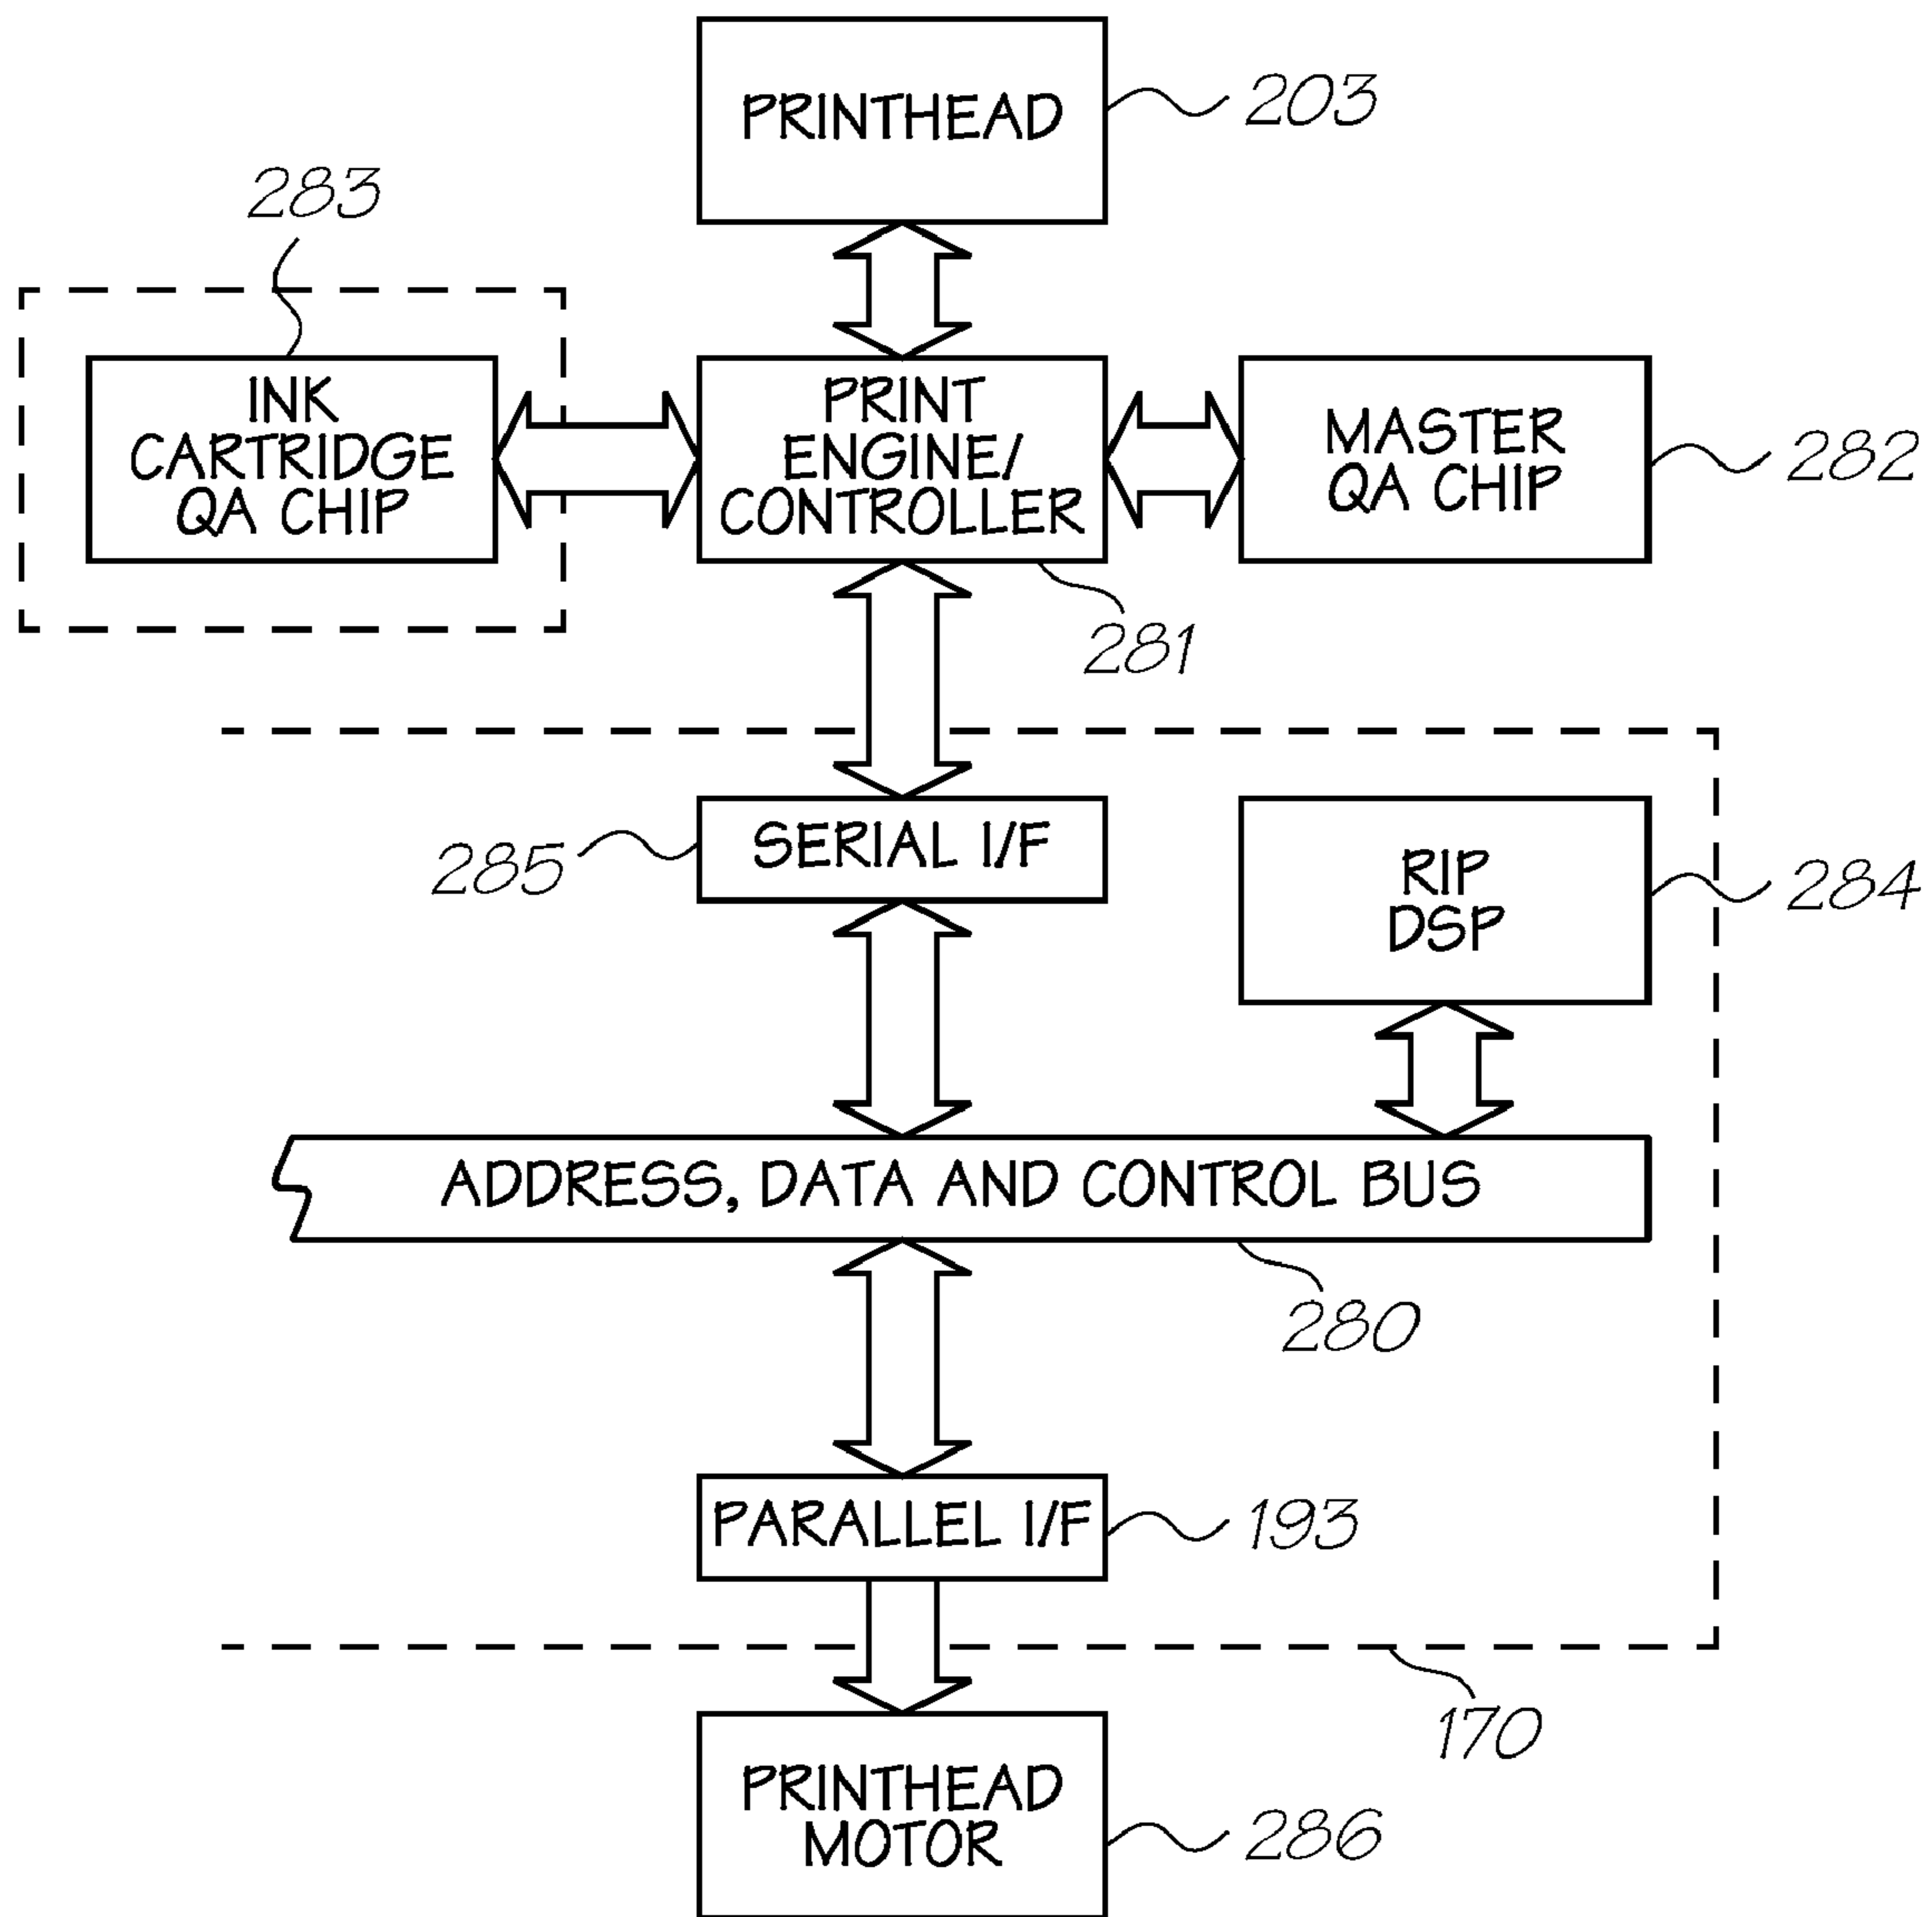 PRINTHEAD
203
283
INK
CARTRIDGE
QA CHIP
PRINT
ENGINE/
CONTROLLER
MASTER
QA CHIP
282
281
285
SERIAL I/F
RIP
DSP
284
ADDRESS, DATA AND CONTROL BUS
280
PARALLEL I/F
193
170
PRINTHEAD
MOTOR
286